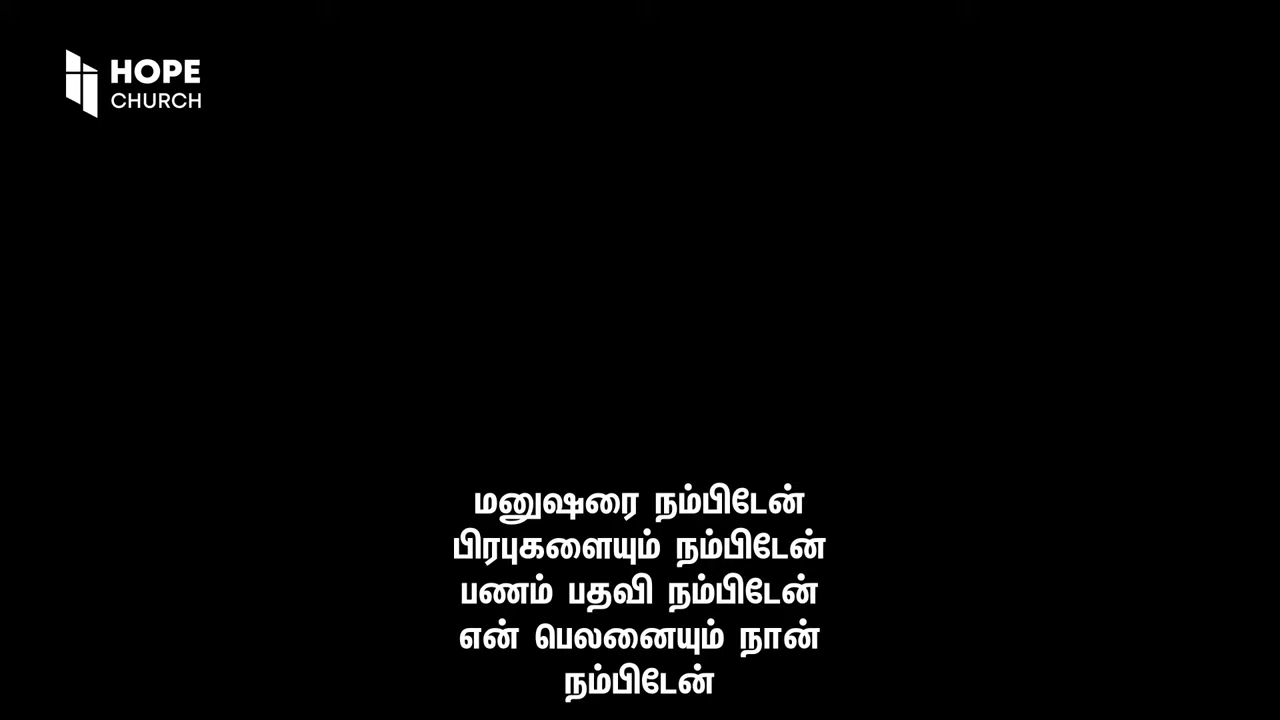 HOPE
CHURCH
மனுஷரை நம்பிடேன்
பிரபுகளையும் நம்பிடேன்
பணம் பதவி நம்பிடேன்
என் பெலனையும் நான்
நம்பிடேன்